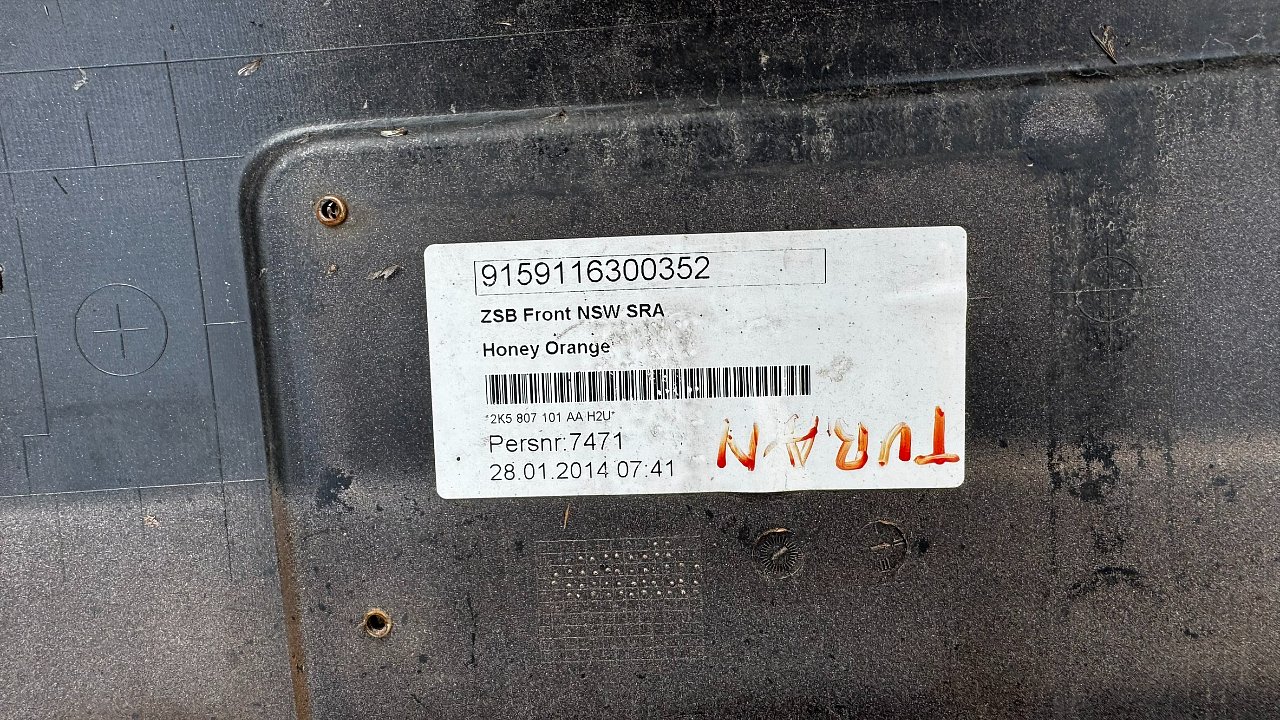 9159116300352
ZSB Front NSW SRA
Honey Orange
*2K5 807 101 AA H2U*
Persnr:7471
28.01.2014 07:41
TURAN